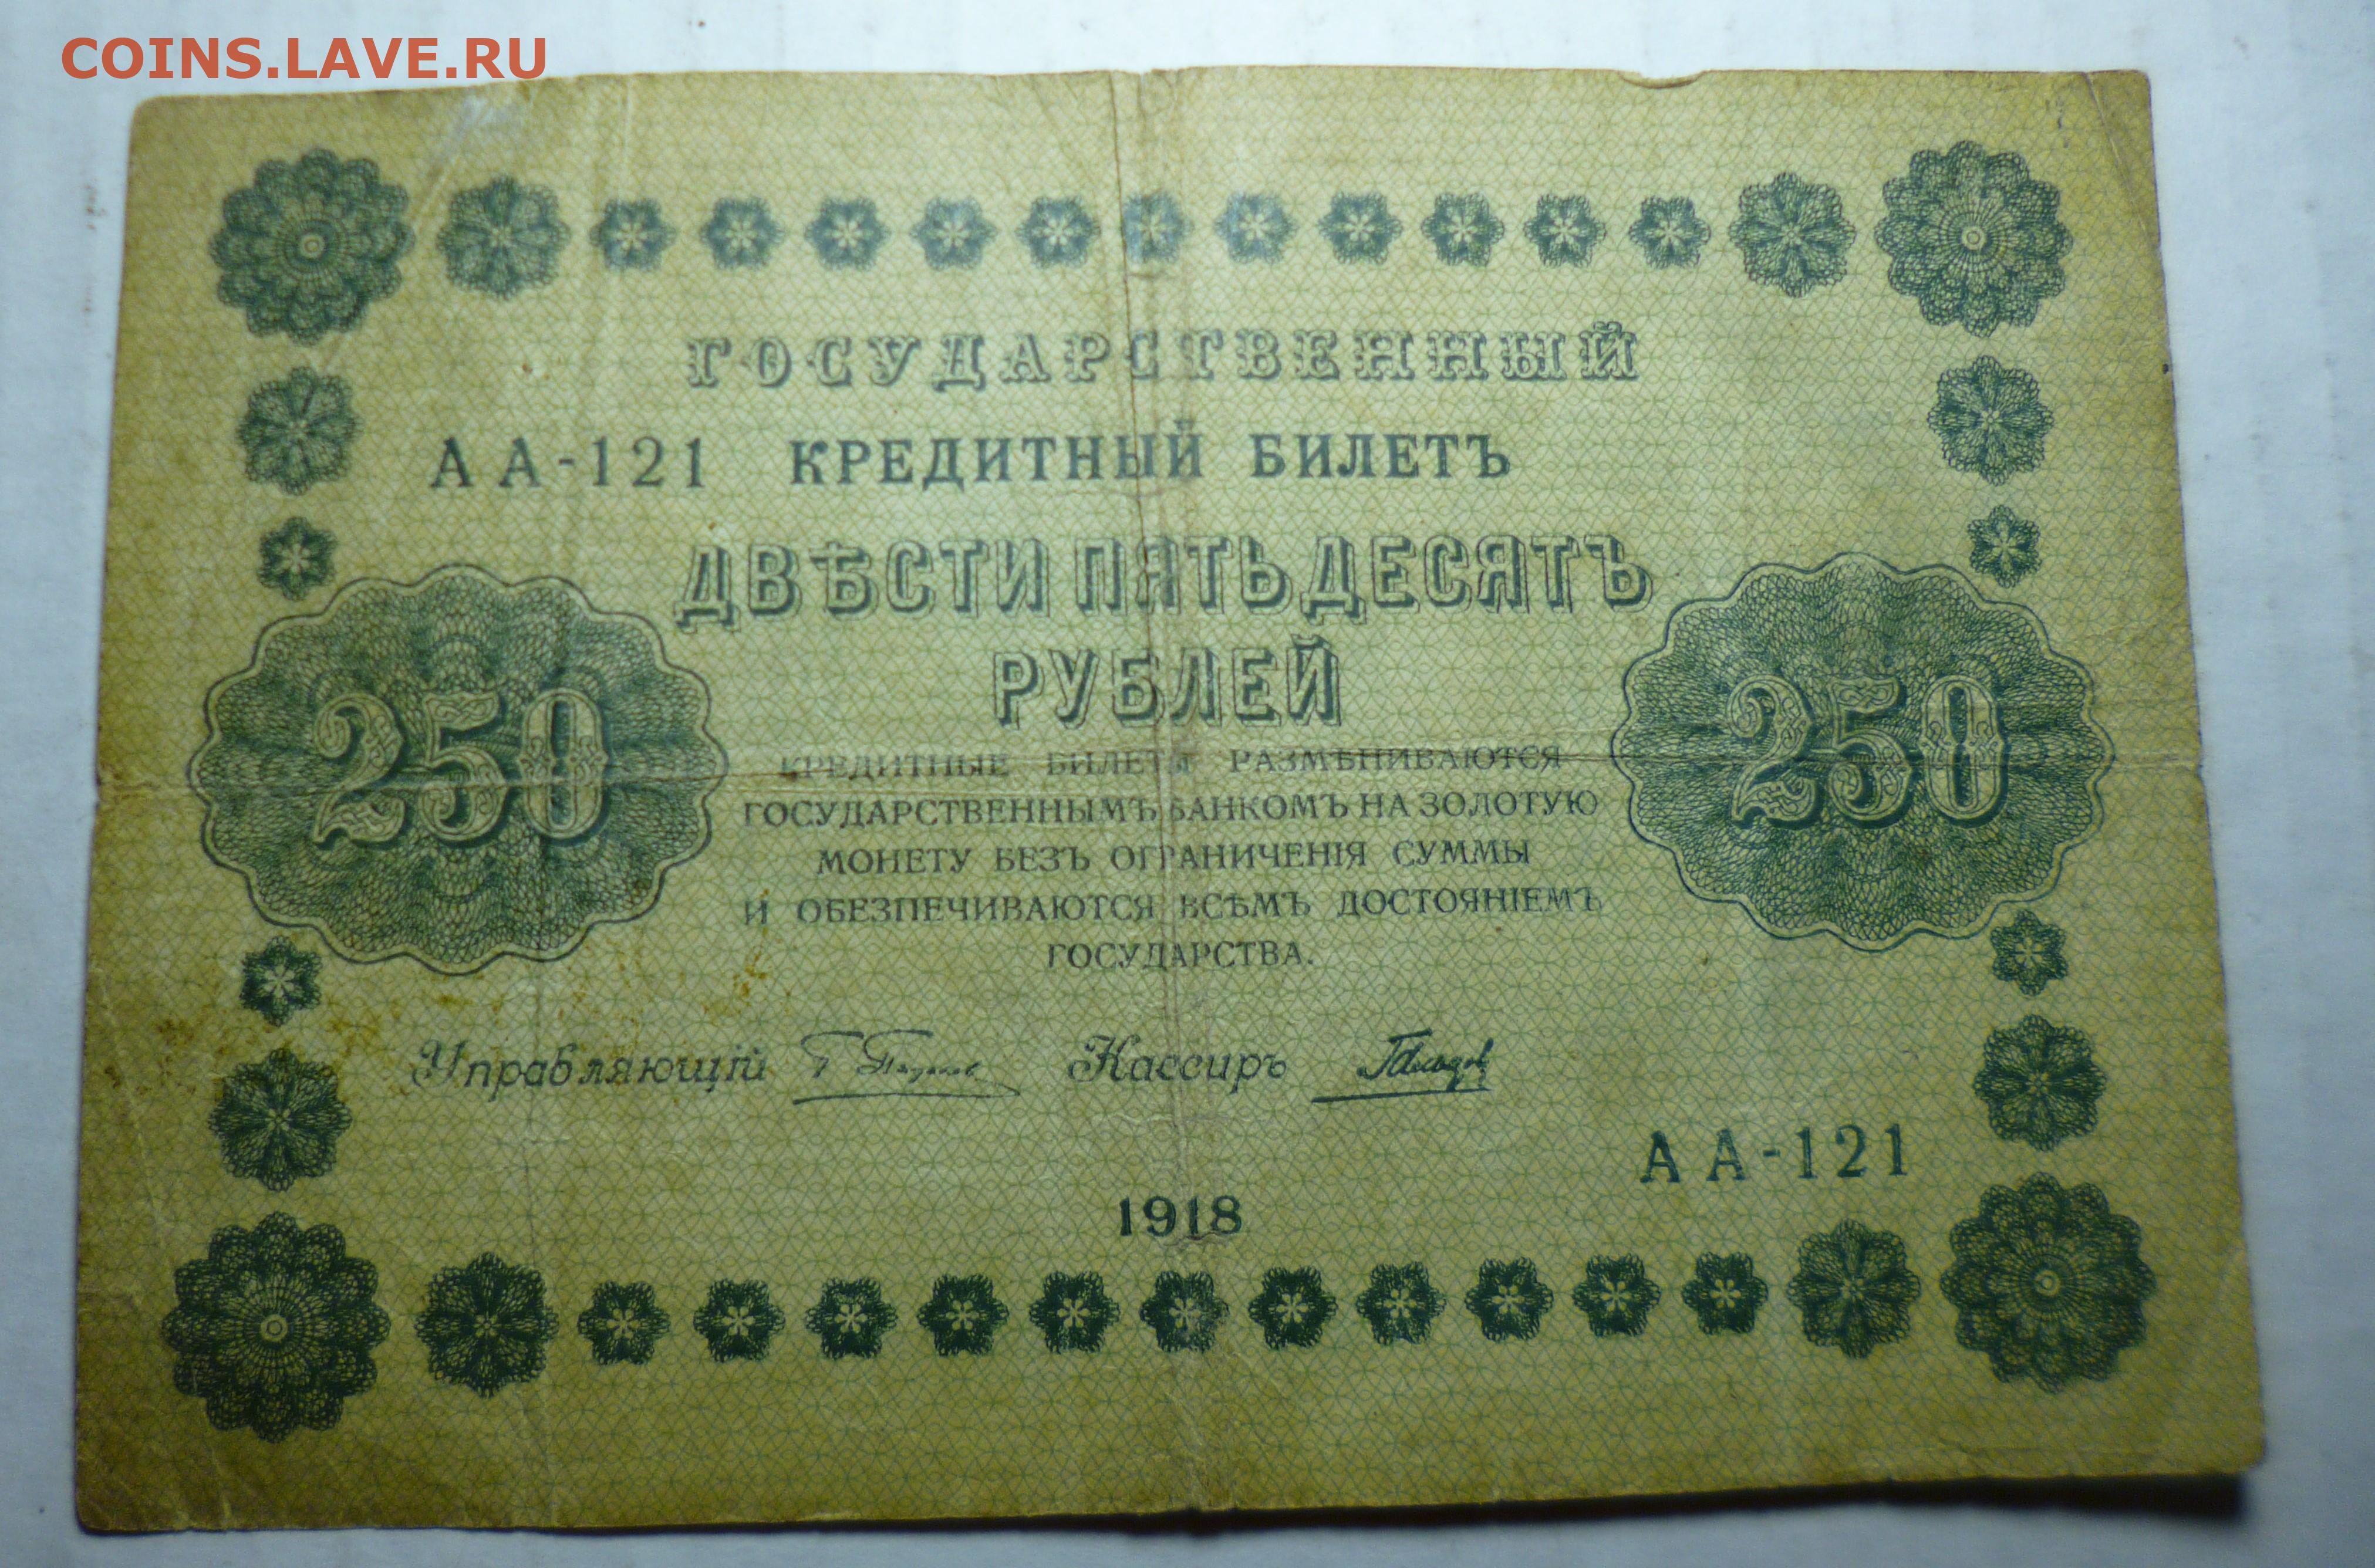 COINS.LAVE.RU
ГОСУДАРСТВЕННЫЙ
АА-121 КРЕДИТНЫЙ БИЛЕТЪ
ДВѢСТИ ПЯТЬДЕСЯТЪ
РУБЛЕЙ
250
250
КРЕДИТНЫЕ БИЛЕТЫ РАЗМѢНИВАЮТСЯ
ГОСУДАРСТВЕННЫМЪ БАНКОМЪ НА ЗОЛОТУЮ
МОНЕТУ БЕЗЪ ОГРАНИЧЕНІЯ СУММЫ
И ОБЕЗПЕЧИВАЮТСЯ ВСѢМЪ ДОСТОЯНІЕМЪ
ГОСУДАРСТВА.
Управляющій Кассиръ
АА-121
1918